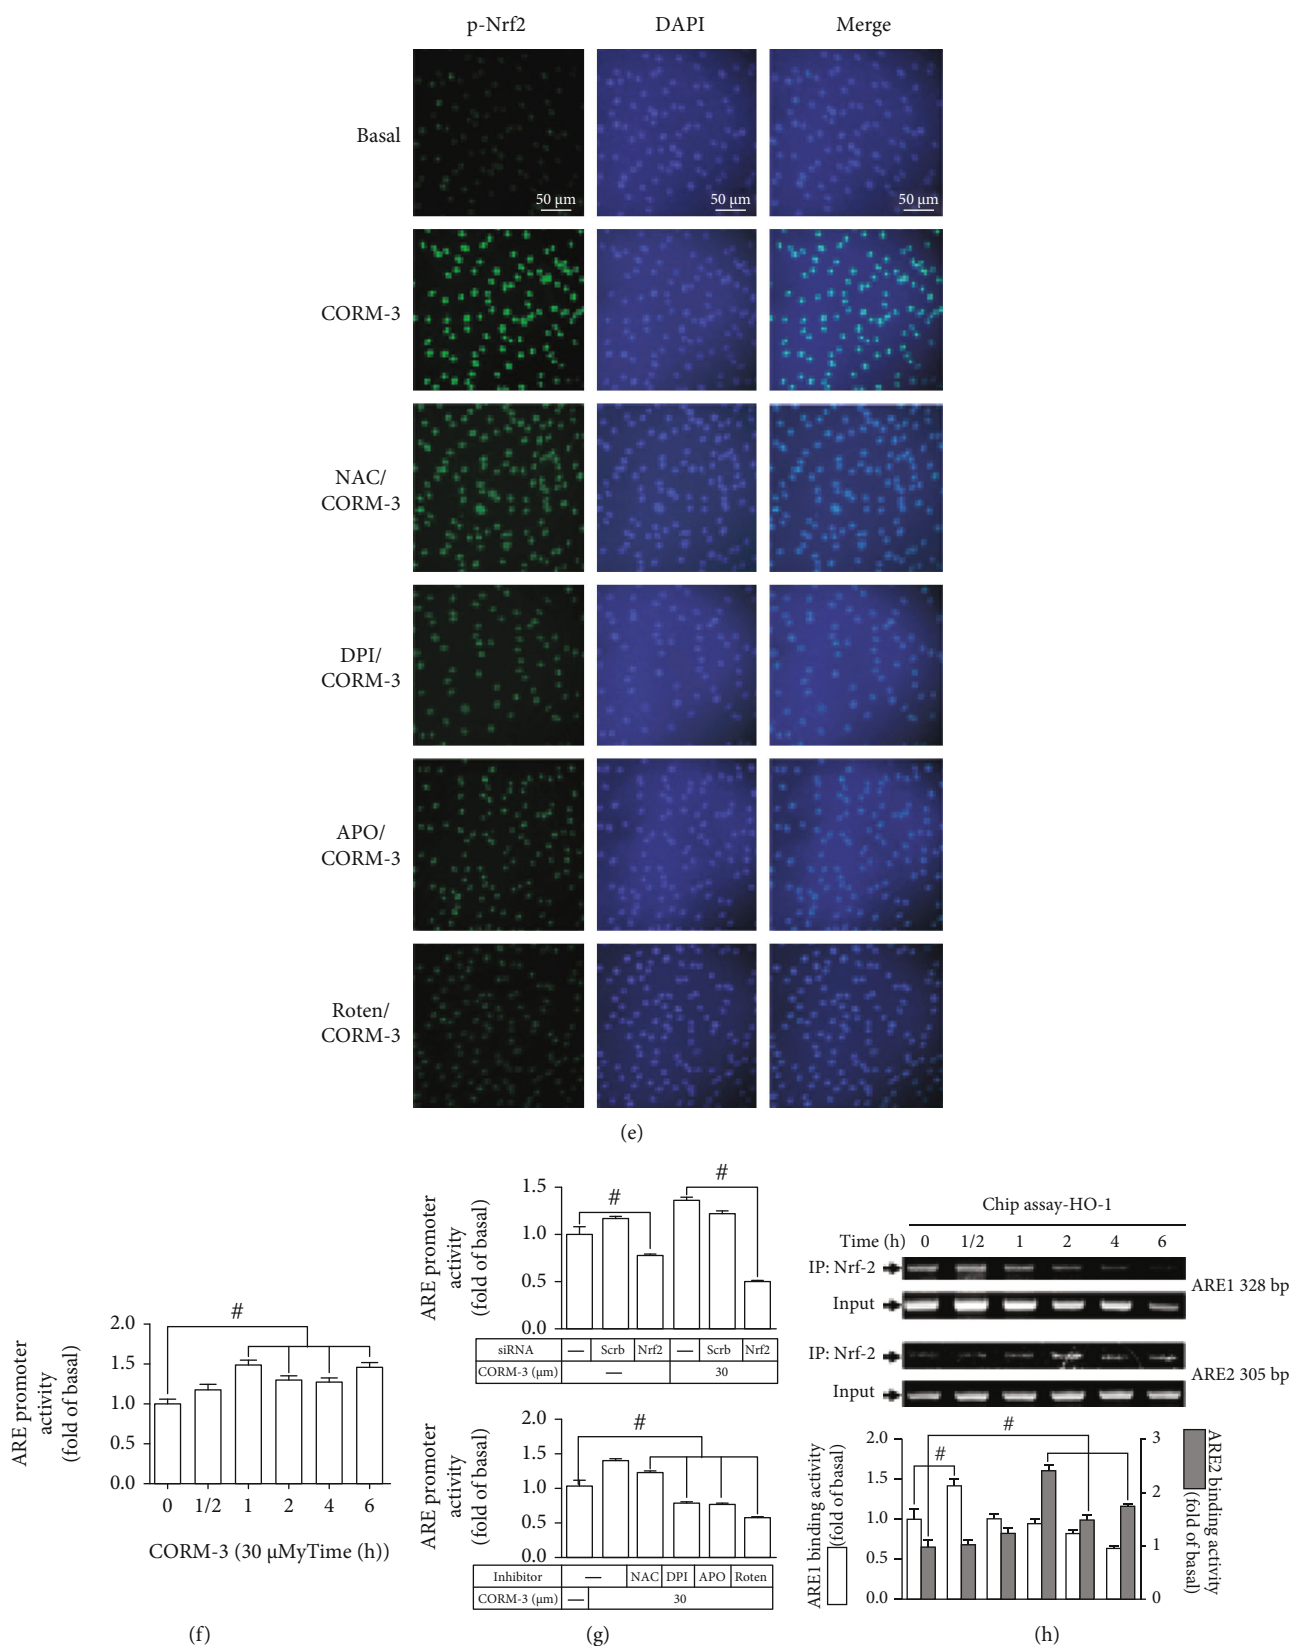 p-Nrf2 DAPI Merge
Basal
50 µm 50 µm 50 µm
CORM-3
NAC/
CORM-3
DPI/
CORM-3
APO/
CORM-3
Roten/
CORM-3
(e)
ARE promoter
activity
(fold of basal)
2.0
1.5
1.0
0.5
0.0
#
0 1/2 1 2 4 6
CORM-3 (30 µMyTime (h))
(f)
ARE promoter
activity
(fold of basal)
1.5
1.0
0.5
0.0
# #
siRNA — Scrb Nrf2 — Scrb Nrf2
CORM-3 (µm) — 30
ARE promoter
activity
(fold of basal)
2.0
1.5
1.0
0.5
0.0
#
Inhibitor — NAC DPI APO Roten
CORM-3 (µm) — 30
(g)
Chip assay-HO-1
Time (h) 0 1/2 1 2 4 6
IP: Nrf-2
Input
ARE1 328 bp
IP: Nrf-2
Input
ARE2 305 bp
ARE1 binding activity
(fold of basal)
2.0
1.5
1.0
0.5
0.0
# #
3
2
1
0
ARE2 binding activity
(fold of basal)
(h)